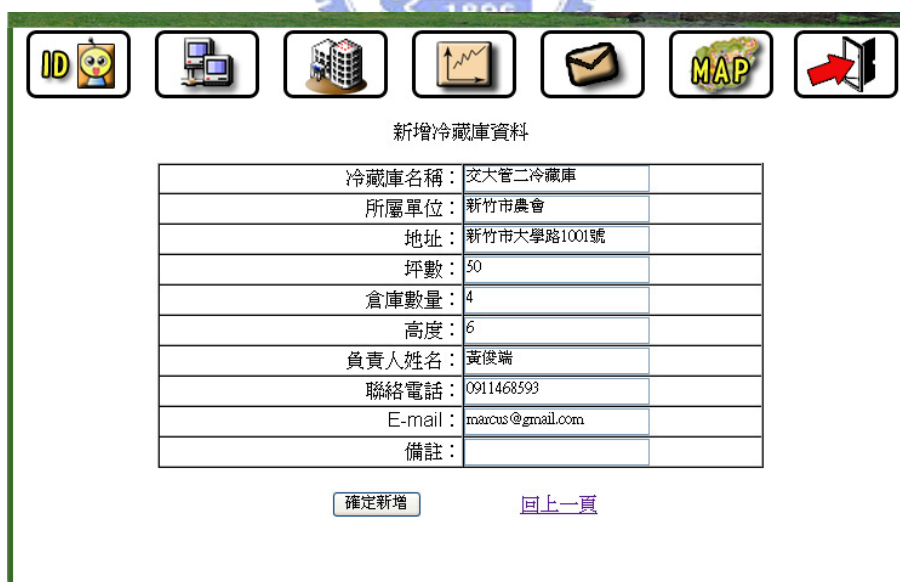 1896
ID
MAP
新增冷藏庫資料
冷藏庫名稱：交大管二冷藏庫
所屬單位：新竹市農會
地址：新竹市大學路1001號
坪數：50
倉庫數量：4
高度：6
負責人姓名：黃俊端
聯絡電話：0911468593
E-mail：marcus@gmail.com
備註：
確定新增 回上一頁